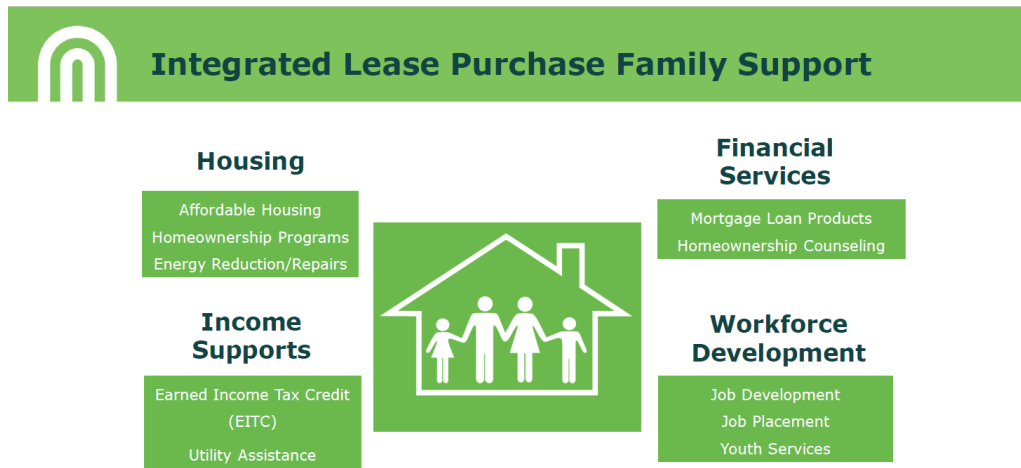 Integrated Lease Purchase Family Support
Housing
Affordable Housing
Homeownership Programs
Energy Reduction/Repairs
Financial
Services
Mortgage Loan Products
Homeownership Counseling
Income
Supports
Earned Income Tax Credit
(EITC)
Utility Assistance
Workforce
Development
Job Development
Job Placement
Youth Services